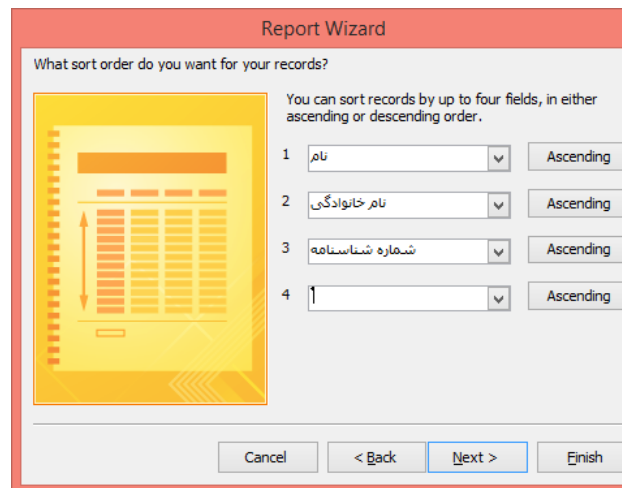 Report Wizard
What sort order do you want for your records?
You can sort records by up to four fields, in either
ascending or descending order.
1 نام Ascending
2 نام خانوادگی Ascending
3 شماره شناسنامه Ascending
4 Ascending
Cancel < Back Next > Finish